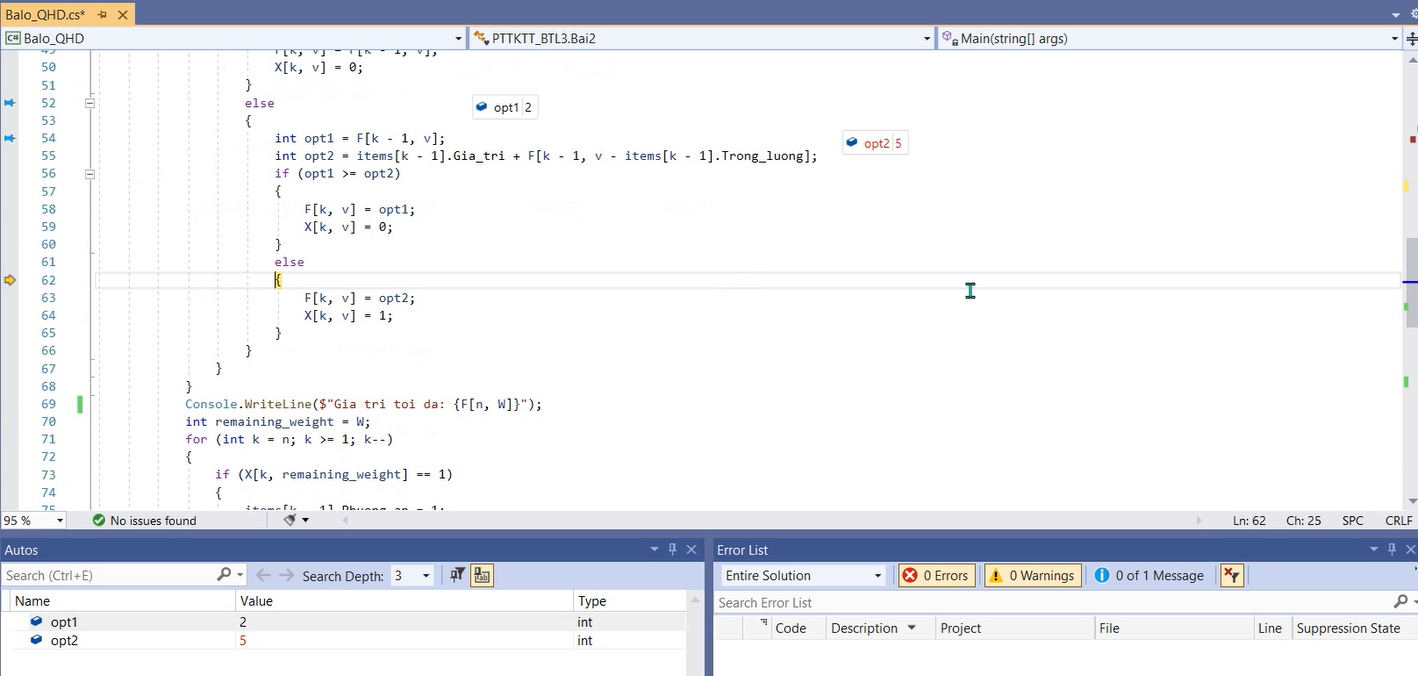 Balo_QHD.cs*
C# Balo_QHD PTTKTT_BTL3.Bai2 Main(string[] args)
49 F[k, v] = F[k - 1, v];
50 X[k, v] = 0;
51 }
52 else
opt1 2
53 {
54 int opt1 = F[k - 1, v];
opt2 5
55 int opt2 = items[k - 1].Gia_tri + F[k - 1, v - items[k - 1].Trong_luong];
56 if (opt1 >= opt2)
57 {
58 F[k, v] = opt1;
59 X[k, v] = 0;
60 }
61 else
62 {
63 F[k, v] = opt2;
64 X[k, v] = 1;
65 }
66 }
67 }
68 }
69 Console.WriteLine($"Gia tri toi da: {F[n, W]}");
70 int remaining_weight = W;
71 for (int k = n; k >= 1; k--)
72 {
73 if (X[k, remaining_weight] == 1)
74 {
75 items[k - 1].Phuong_an = 1;
95 % No issues found Ln: 62 Ch: 25 SPC CRLF
Autos
Search (Ctrl+E) Search Depth: 3
Name Value Type
opt1 2 int
opt2 5 int
Error List
Entire Solution 0 Errors 0 Warnings 0 of 1 Message
Search Error List
Code Description Project File Line Suppression State